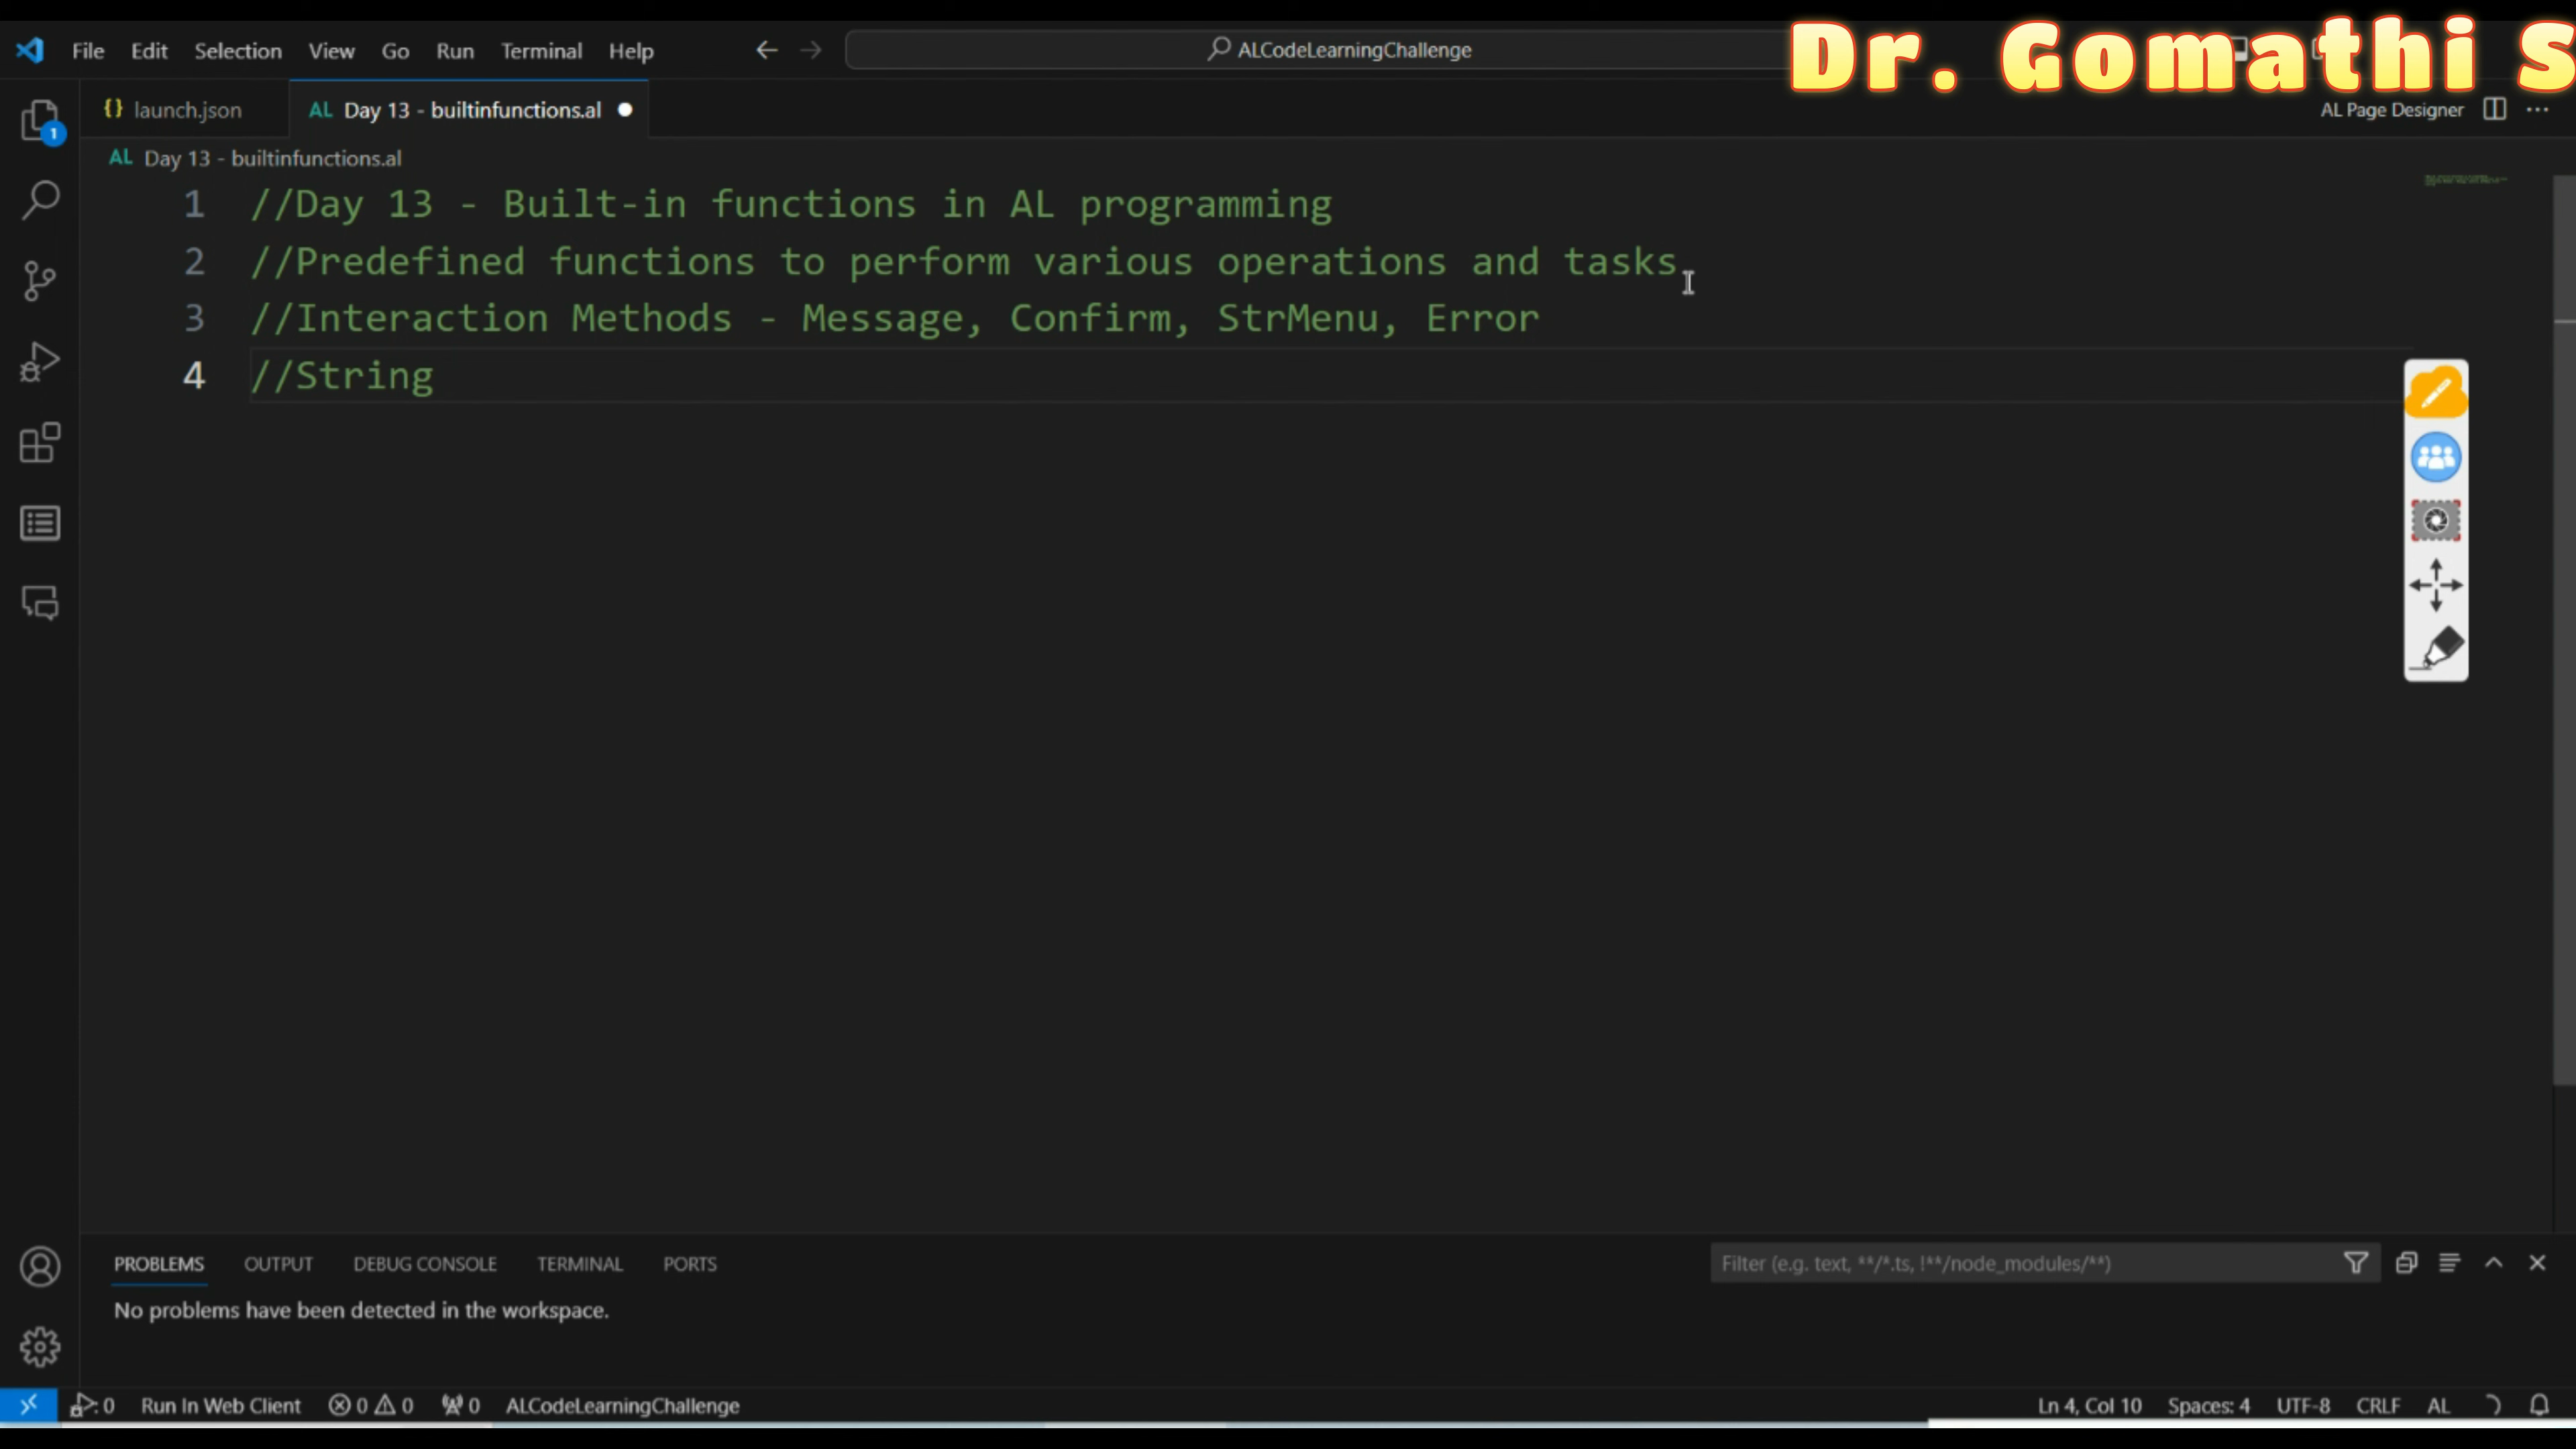 File Edit Selection View Go Run Terminal Help
ALCodeLearningChallenge
Dr. Gomathi S
launch.json
AL Day 13 - builtinfunctions.al
AL Page Designer
AL Day 13 - builtinfunctions.al
1 //Day 13 - Built-in functions in AL programming
2 //Predefined functions to perform various operations and tasks
3 //Interaction Methods - Message, Confirm, StrMenu, Error
4 //String
1
PROBLEMS OUTPUT DEBUG CONSOLE TERMINAL PORTS
Filter (e.g. text, **/*.ts, !**/node_modules/**)
No problems have been detected in the workspace.
: 0 Run In Web Client 0 0 0 ALCodeLearningChallenge
Ln 4, Col 10 Spaces: 4 UTF-8 CRLF AL